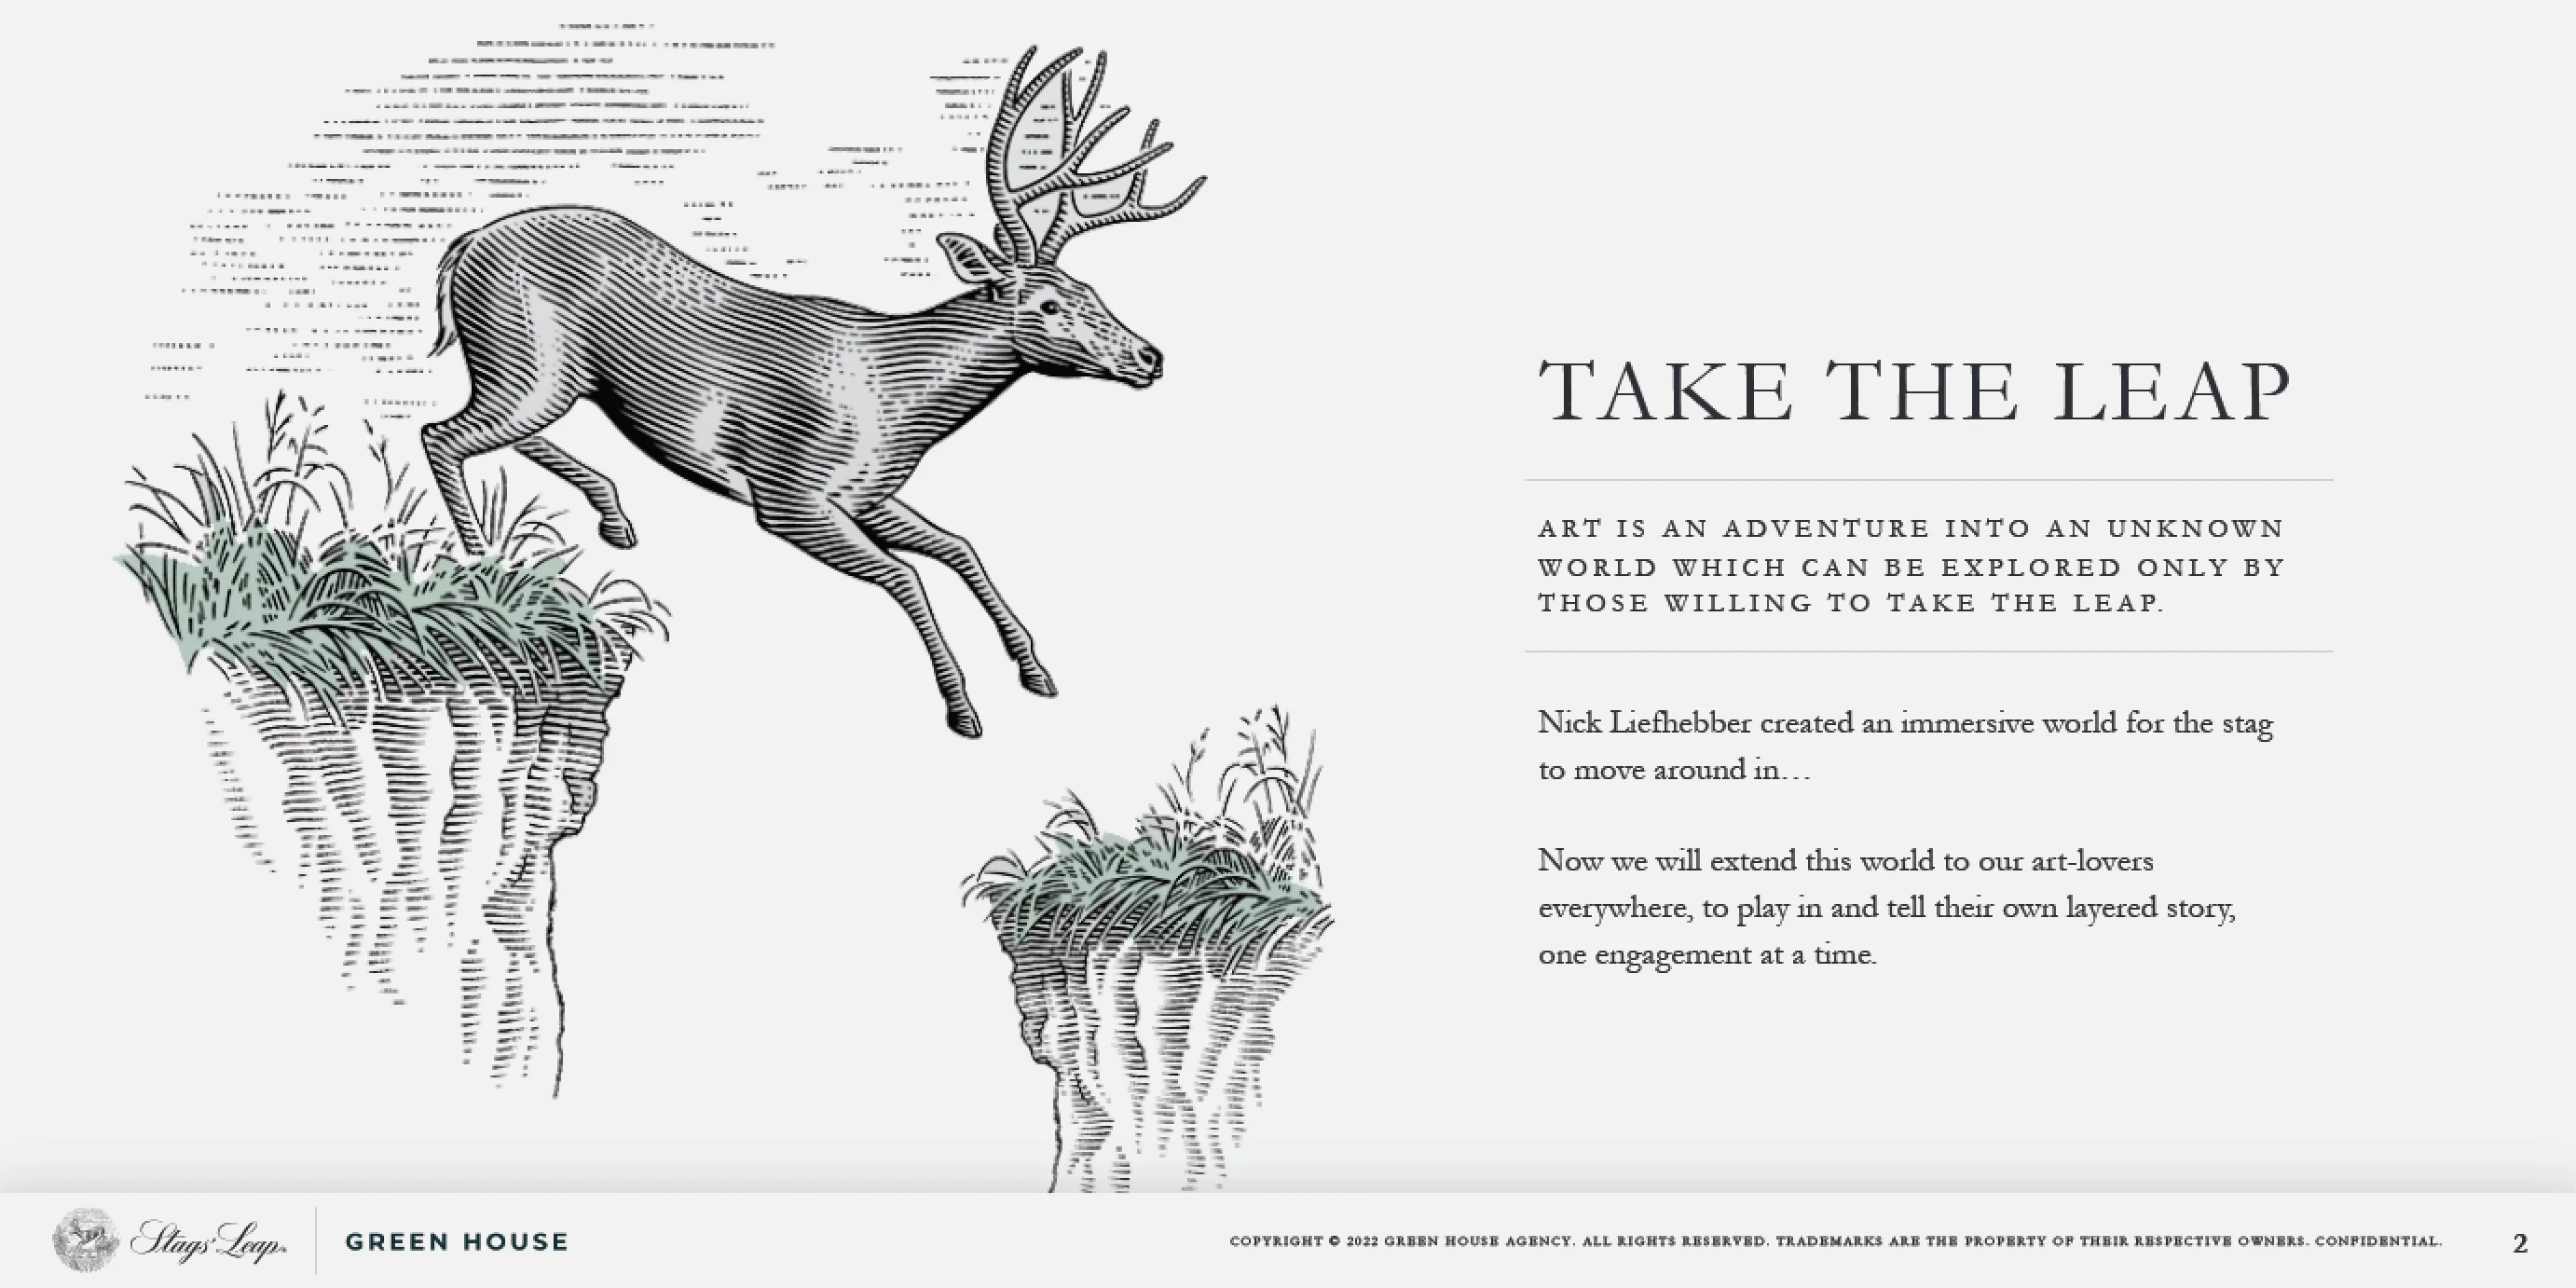 TAKE THE LEAP
ART IS AN ADVENTURE INTO AN UNKNOWN
WORLD WHICH CAN BE EXPLORED ONLY BY
THOSE WILLING TO TAKE THE LEAP.
Nick Liefhebber created an immersive world for the stag
to move around in...
Now we will extend this world to our art-lovers
everywhere, to play in and tell their own layered story,
one engagement at a time.
Stags' Leap
GREEN HOUSE
COPYRIGHT © 2022 GREEN HOUSE AGENCY. ALL RIGHTS RESERVED. TRADEMARKS ARE THE PROPERTY OF THEIR RESPECTIVE OWNERS. CONFIDENTIAL.
2